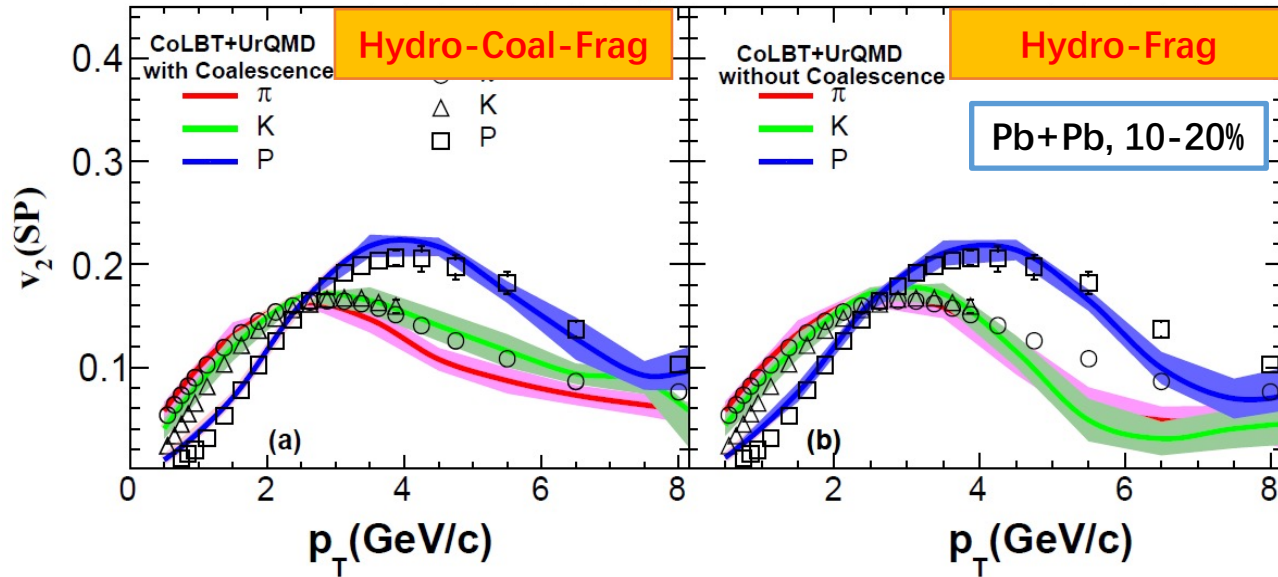 CoLBT+UrQMD
with Coalescence
Hydro-Coal-Frag
π
K
P
K
P
CoLBT+UrQMD
without Coalescence
Hydro-Frag
π
K
P
Pb+Pb, 10-20%
v2(SP)
0.4
0.3
0.2
0.1
(a)
(b)
0 2 4 6 8
2 4 6 8
pT(GeV/c)
pT(GeV/c)